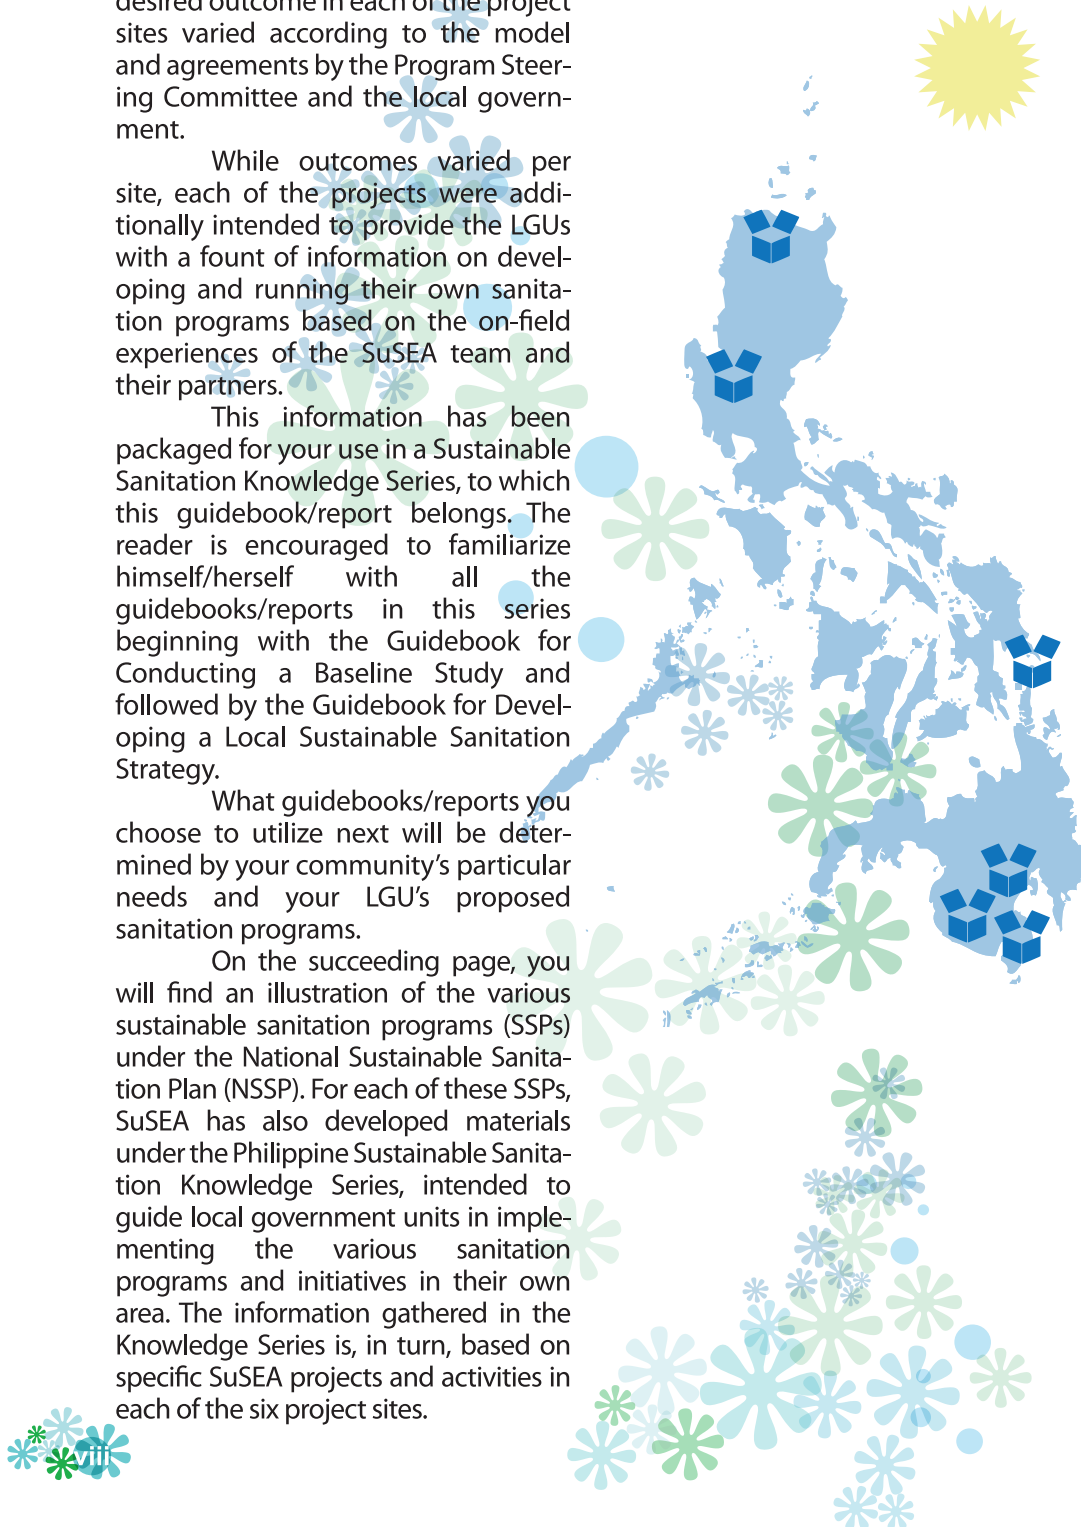 desired outcome in each of the project
sites varied according to the model
and agreements by the Program Steer-
ing Committee and the local govern-
ment.
While outcomes varied per
site, each of the projects were addi-
tionally intended to provide the LGUs
with a fount of information on devel-
oping and running their own sanita-
tion programs based on the on-field
experiences of the SuSEA team and
their partners.
This information has been
packaged for your use in a Sustainable
Sanitation Knowledge Series, to which
this guidebook/report belongs. The
reader is encouraged to familiarize
himself/herself with all the
guidebooks/reports in this series
beginning with the Guidebook for
Conducting a Baseline Study and
followed by the Guidebook for Devel-
oping a Local Sustainable Sanitation
Strategy.
What guidebooks/reports you
choose to utilize next will be deter-
mined by your community's particular
needs and your LGU's proposed
sanitation programs.
On the succeeding page, you
will find an illustration of the various
sustainable sanitation programs (SSPs)
under the National Sustainable Sanita-
tion Plan (NSSP). For each of these SSPs,
SuSEA has also developed materials
under the Philippine Sustainable Sanita-
tion Knowledge Series, intended to
guide local government units in imple-
menting the various sanitation
programs and initiatives in their own
area. The information gathered in the
Knowledge Series is, in turn, based on
specific SuSEA projects and activities in
each of the six project sites.
viii